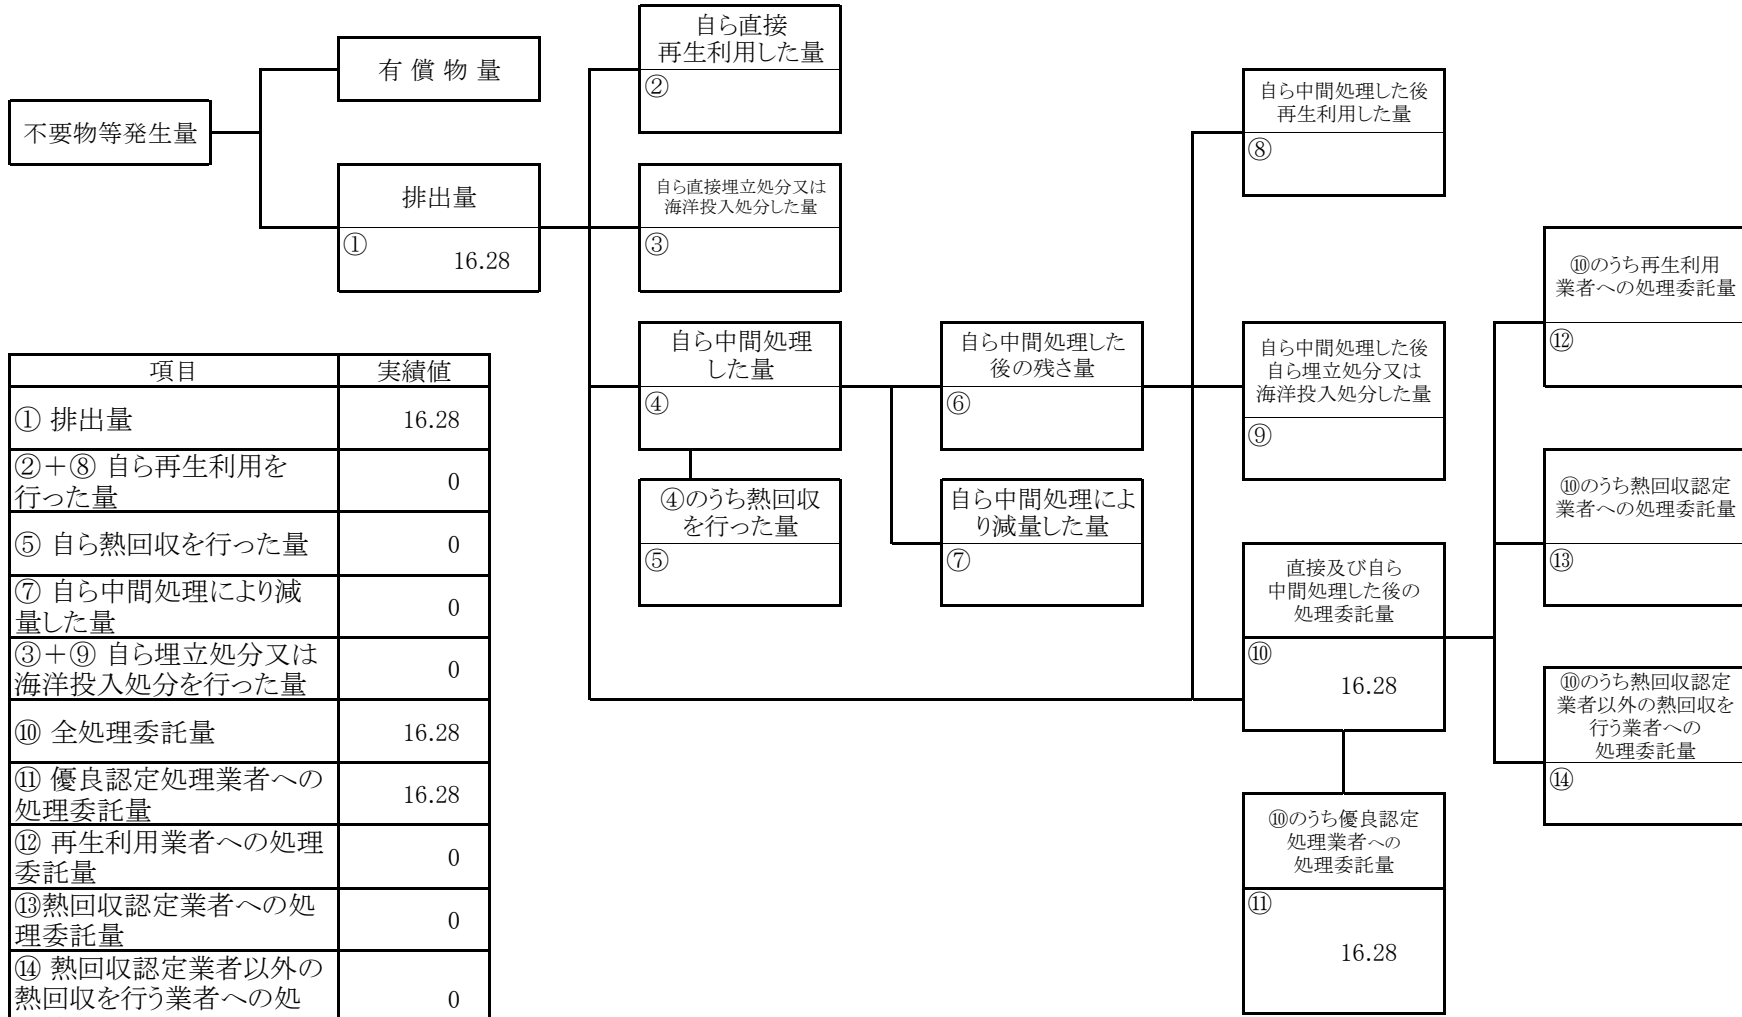 不要物等発生量
有 償 物 量
排出量
①
16.28
自ら直接
再生利用した量
②
自ら直接埋立処分又は
海洋投入処分した量
③
自ら中間処理
した量
④
④のうち熱回収
を行った量
⑤
自ら中間処理した
後の残さ量
⑥
自ら中間処理によ
り減量した量
⑦
自ら中間処理した後
再生利用した量
⑧
自ら中間処理した後
自ら埋立処分又は
海洋投入処分した量
⑨
直接及び自ら
中間処理した後の
処理委託量
⑩
16.28
⑩のうち優良認定
処理業者への
処理委託量
⑪
16.28
⑩のうち再生利用
業者への処理委託量
⑫
⑩のうち熱回収認定
業者への処理委託量
⑬
⑩のうち熱回収認定
業者以外の熱回収を
行う業者への
処理委託量
⑭
項目 実績値
① 排出量 16.28
②＋⑧ 自ら再生利用を
行った量 0
⑤ 自ら熱回収を行った量 0
⑦ 自ら中間処理により減
量した量 0
③＋⑨ 自ら埋立処分又は
海洋投入処分を行った量 0
⑩ 全処理委託量 16.28
⑪ 優良認定処理業者への
処理委託量 16.28
⑫ 再生利用業者への処理
委託量 0
⑬熱回収認定業者への処
理委託量 0
⑭ 熱回収認定業者以外の
熱回収を行う業者への処 0